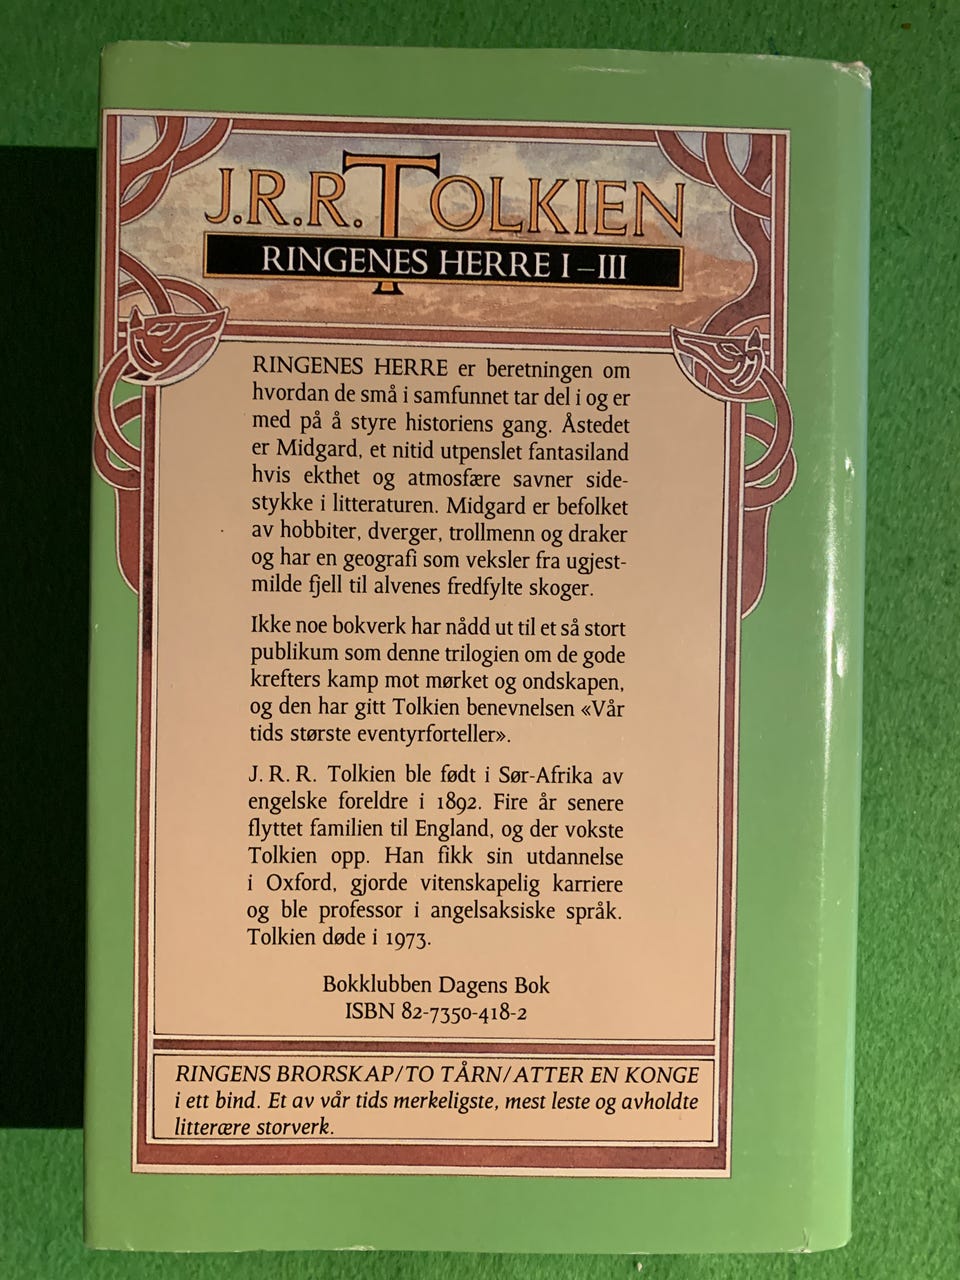 J.R.R. TOLKIEN
RINGENES HERRE I–III
RINGENES HERRE er beretningen om
hvordan de små i samfunnet tar del i og er
med på å styre historiens gang. Åstedet
er Midgard, et nitid utpenslet fantasiland
hvis ekthet og atmosfære savner side-
stykke i litteraturen. Midgard er befolket
av hobbiter, dverger, trollmenn og draker
og har en geografi som veksler fra ugjest-
milde fjell til alvenes fredfylte skoger.
Ikke noe bokverk har nådd ut til et så stort
publikum som denne trilogien om de gode
krefters kamp mot mørket og ondskapen,
og den har gitt Tolkien benevnelsen «Vår
tids største eventyrforteller».
J. R. R. Tolkien ble født i Sør-Afrika av
engelske foreldre i 1892. Fire år senere
flyttet familien til England, og der vokste
Tolkien opp. Han fikk sin utdannelse
i Oxford, gjorde vitenskapelig karriere
og ble professor i angelsaksiske språk.
Tolkien døde i 1973.
Bokklubben Dagens Bok
ISBN 82-7350-418-2
RINGENS BRORSKAP/TO TÅRN/ATTER EN KONGE
i ett bind. Et av vår tids merkeligste, mest leste og avholdte
litterære storverk.